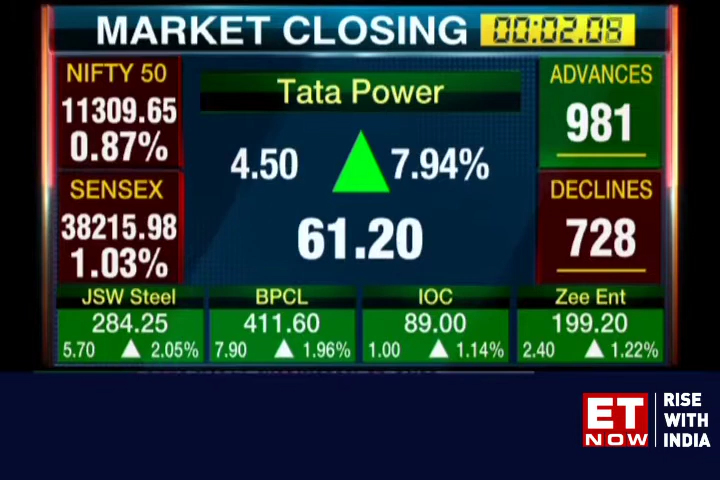 MARKET CLOSING 00:02.08
NIFTY 50
11309.65
0.87%
SENSEX
38215.98
1.03%
Tata Power
4.50 7.94%
61.20
ADVANCES
981
DECLINES
728
JSW Steel
284.25
5.70 2.05%
BPCL
411.60
7.90 1.96%
IOC
89.00
1.00 1.14%
Zee Ent
199.20
2.40 1.22%
ET
NOW
RISE
WITH
INDIA